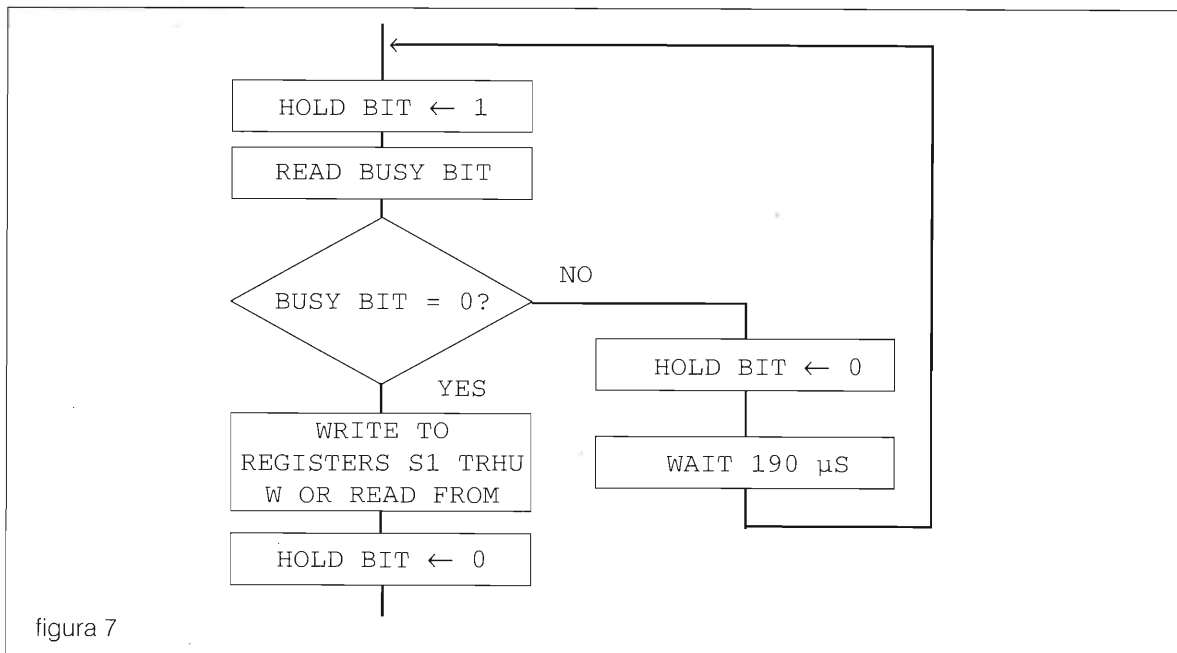 HOLD BIT ← 1
READ BUSY BIT
BUSY BIT = 0?
NO
YES
HOLD BIT ← 0
WAIT 190 µS
WRITE TO
REGISTERS S1 TRHU
W OR READ FROM
HOLD BIT ← 0
figura 7